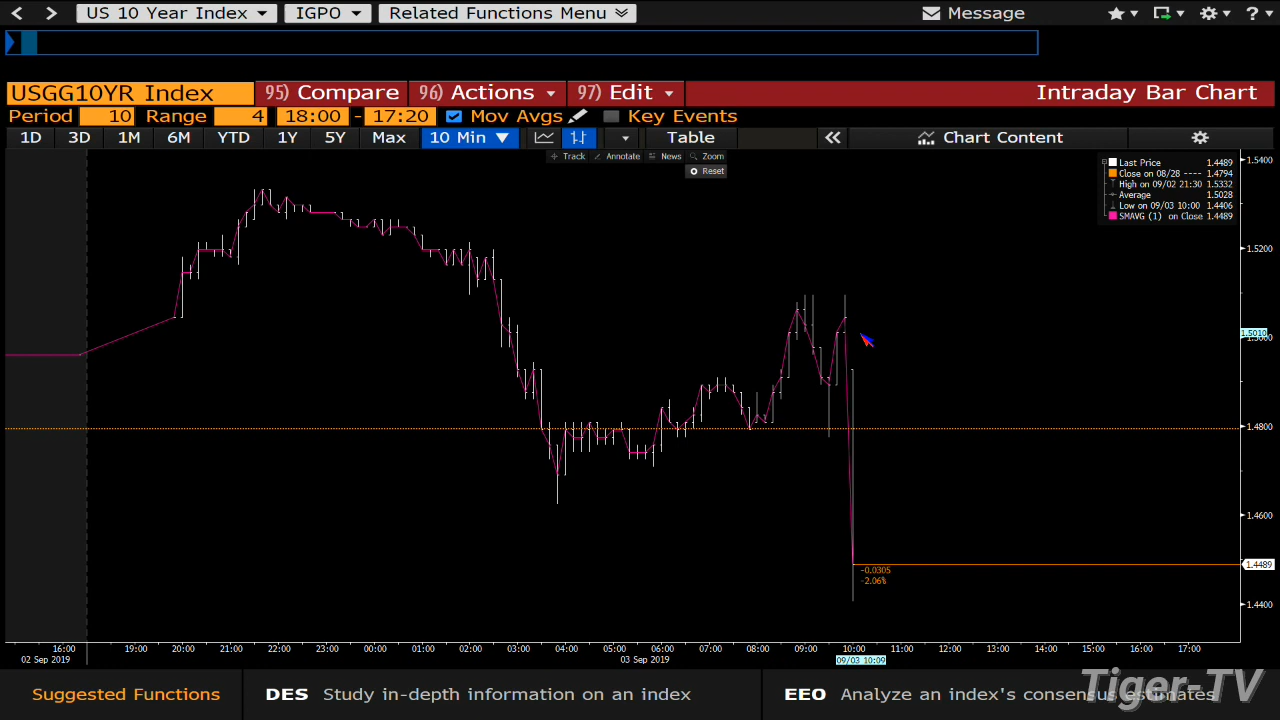 US 10 Year Index IGPO Related Functions Menu Message ?
USGG10YR Index 95) Compare 96) Actions 97) Edit Intraday Bar Chart
Period 10 Range 4 18:00 - 17:20 Mov Avgs Key Events
1D 3D 1M 6M YTD 1Y 5Y Max 10 Min Table Chart Content
Track Annotate News Zoom
Reset
Last Price 1.4489
Close on 08/28 ---- 1.4794
High on 09/02 21:30 1.5332
Average 1.5028
Low on 09/03 10:00 1.4406
SMAVG (1) on Close 1.4489
1.5400
1.5200
1.5010
1.5000
1.4800
1.4600
1.4489
1.4400
-0.0305
-2.06%
16:00 19:00 20:00 21:00 22:00 23:00 00:00 01:00 02:00 03:00 04:00 05:00 06:00 07:00 08:00 09:00 10:00 11:00 12:00 13:00 14:00 15:00 16:00 17:00
02 Sep 2019 03 Sep 2019 09/03 10:09
Suggested Functions DES Study in-depth information on an index EEO Analyze an index's consensus estimates
Tiger-TV